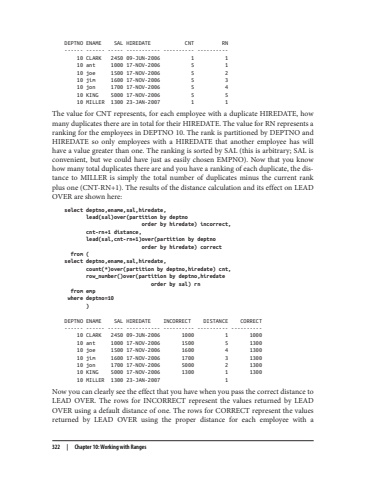 DEPTNO ENAME SAL HIREDATE CNT RN
------ ------ ----- ----------- ---------- ----------
10 CLARK 2450 09-JUN-2006 1 1
10 ant 1000 17-NOV-2006 5 1
10 joe 1500 17-NOV-2006 5 2
10 jim 1600 17-NOV-2006 5 3
10 jon 1700 17-NOV-2006 5 4
10 KING 5000 17-NOV-2006 5 5
10 MILLER 1300 23-JAN-2007 1 1
The value for CNT represents, for each employee with a duplicate HIREDATE, how
many duplicates there are in total for their HIREDATE. The value for RN represents a
ranking for the employees in DEPTNO 10. The rank is partitioned by DEPTNO and
HIREDATE so only employees with a HIREDATE that another employee has will
have a value greater than one. The ranking is sorted by SAL (this is arbitrary; SAL is
convenient, but we could have just as easily chosen EMPNO). Now that you know
how many total duplicates there are and you have a ranking of each duplicate, the dis-
tance to MILLER is simply the total number of duplicates minus the current rank
plus one (CNT-RN+1). The results of the distance calculation and its effect on LEAD
OVER are shown here:
select deptno,ename,sal,hiredate,
lead(sal)over(partition by deptno
order by hiredate) incorrect,
cnt-rn+1 distance,
lead(sal,cnt-rn+1)over(partition by deptno
order by hiredate) correct
from (
select deptno,ename,sal,hiredate,
count(*)over(partition by deptno,hiredate) cnt,
row_number()over(partition by deptno,hiredate
order by sal) rn
from emp
where deptno=10
)
DEPTNO ENAME SAL HIREDATE INCORRECT DISTANCE CORRECT
------ ------ ----- ----------- ---------- ---------- ----------
10 CLARK 2450 09-JUN-2006 1000 1 1000
10 ant 1000 17-NOV-2006 1500 5 1300
10 joe 1500 17-NOV-2006 1600 4 1300
10 jim 1600 17-NOV-2006 1700 3 1300
10 jon 1700 17-NOV-2006 5000 2 1300
10 KING 5000 17-NOV-2006 1300 1 1300
10 MILLER 1300 23-JAN-2007 1
Now you can clearly see the effect that you have when you pass the correct distance to
LEAD OVER. The rows for INCORRECT represent the values returned by LEAD
OVER using a default distance of one. The rows for CORRECT represent the values
returned by LEAD OVER using the proper distance for each employee with a
322 | Chapter 10: Working with Ranges